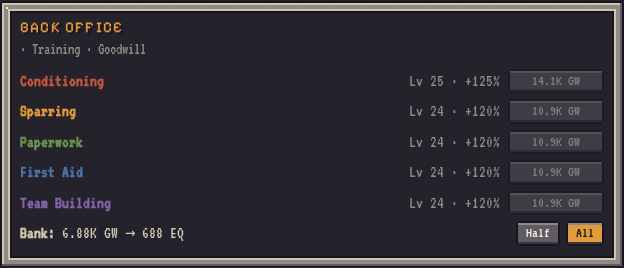 BACK OFFICE
· Training · Goodwill
Conditioning Lv 25 · +125% 14.1K GW
Sparring Lv 24 · +120% 10.9K GW
Paperwork Lv 24 · +120% 10.9K GW
First Aid Lv 24 · +120% 10.9K GW
Team Building Lv 24 · +120% 10.9K GW
Bank: 6.88K GW → 688 EQ Half All